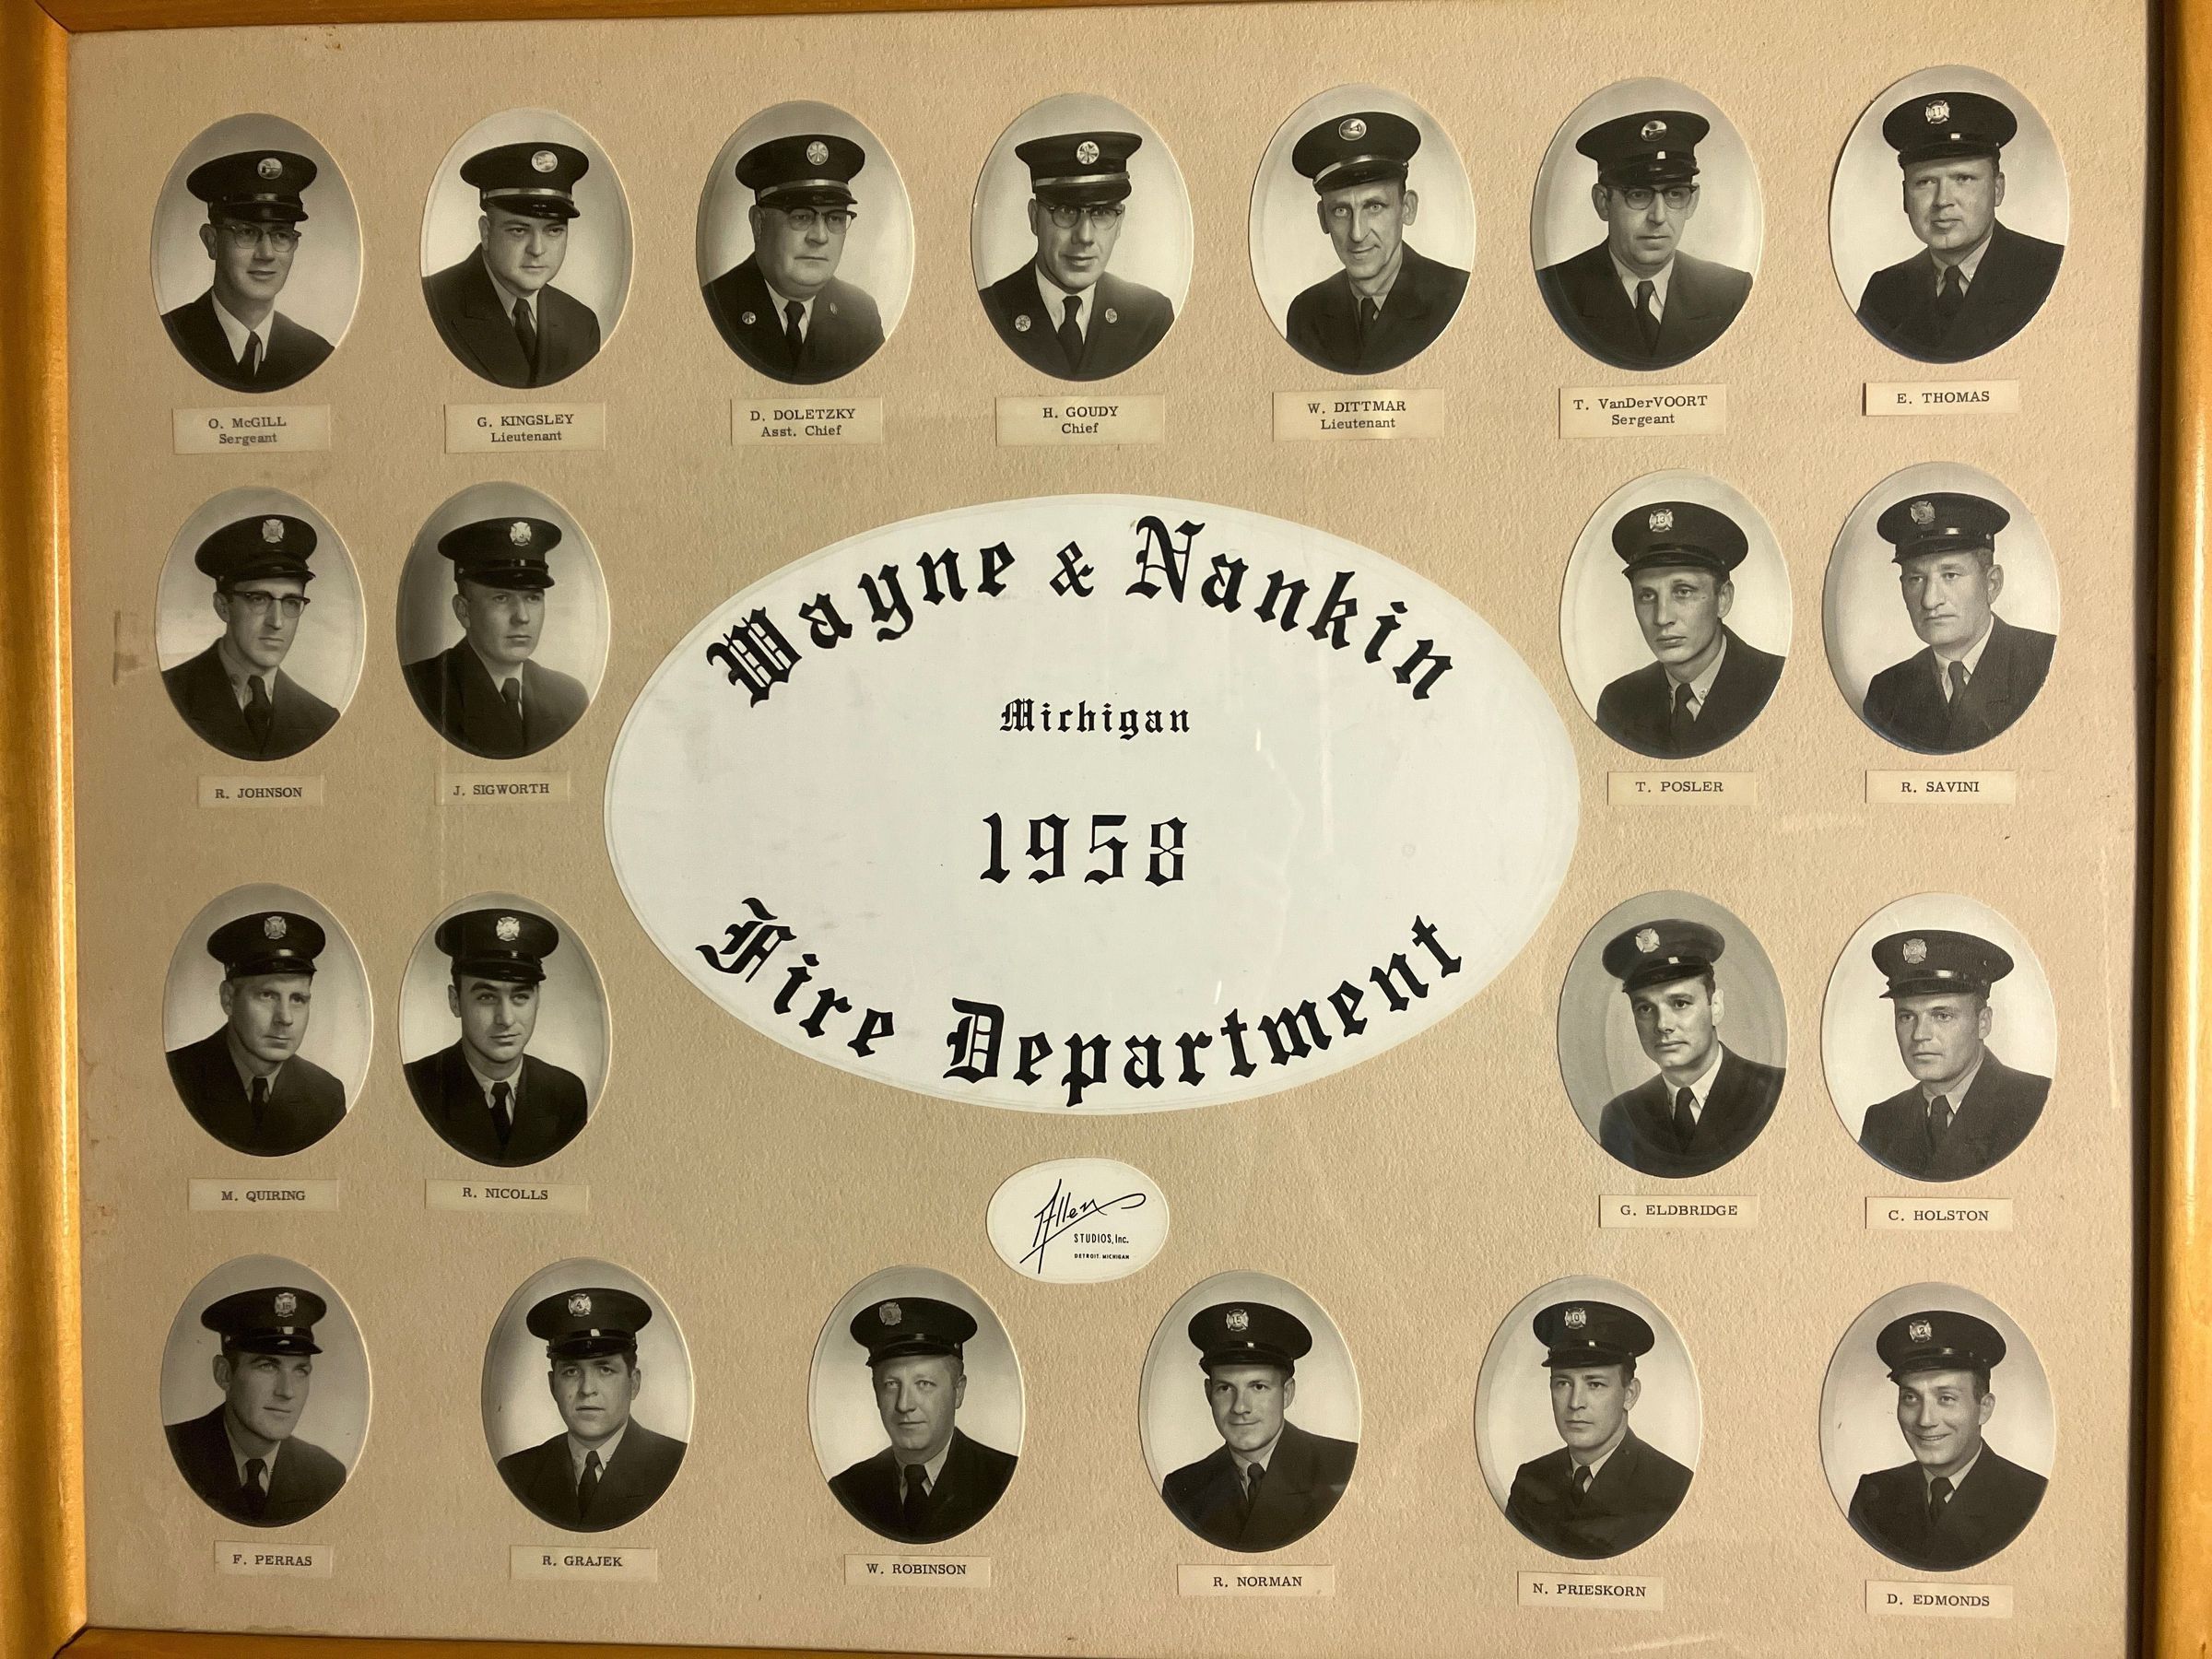 O. McGILL
Sergeant
G. KINGSLEY
Lieutenant
D. DOLETZKY
Asst. Chief
H. GOUDY
Chief
W. DITTMAR
Lieutenant
T. VanDerVOORT
Sergeant
E. THOMAS
R. JOHNSON
J. SIGWORTH
Wayne & Nankin
Michigan
1958
Fire Department
T. POSLER
R. SAVINI
M. QUIRING
R. NICOLLS
G. ELDBRIDGE
C. HOLSTON
Allen
STUDIOS, Inc.
DETROIT, MICHIGAN
F. PERRAS
R. GRAJEK
W. ROBINSON
R. NORMAN
N. PRIESKORN
D. EDMONDS